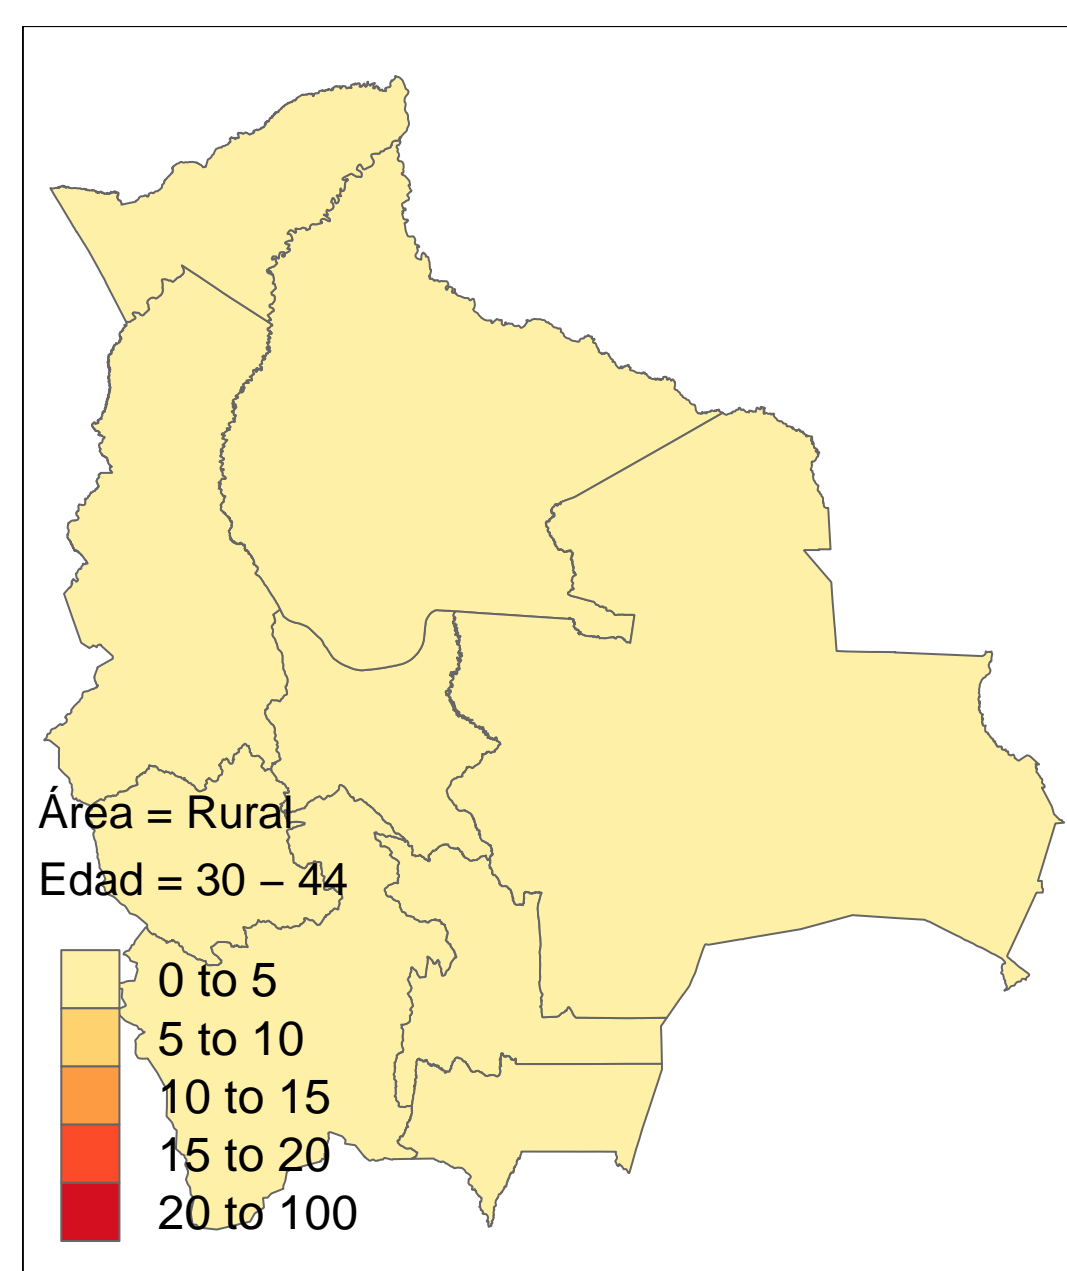 Área = Rural
Edad = 30 – 44
0 to 5
5 to 10
10 to 15
15 to 20
20 to 100